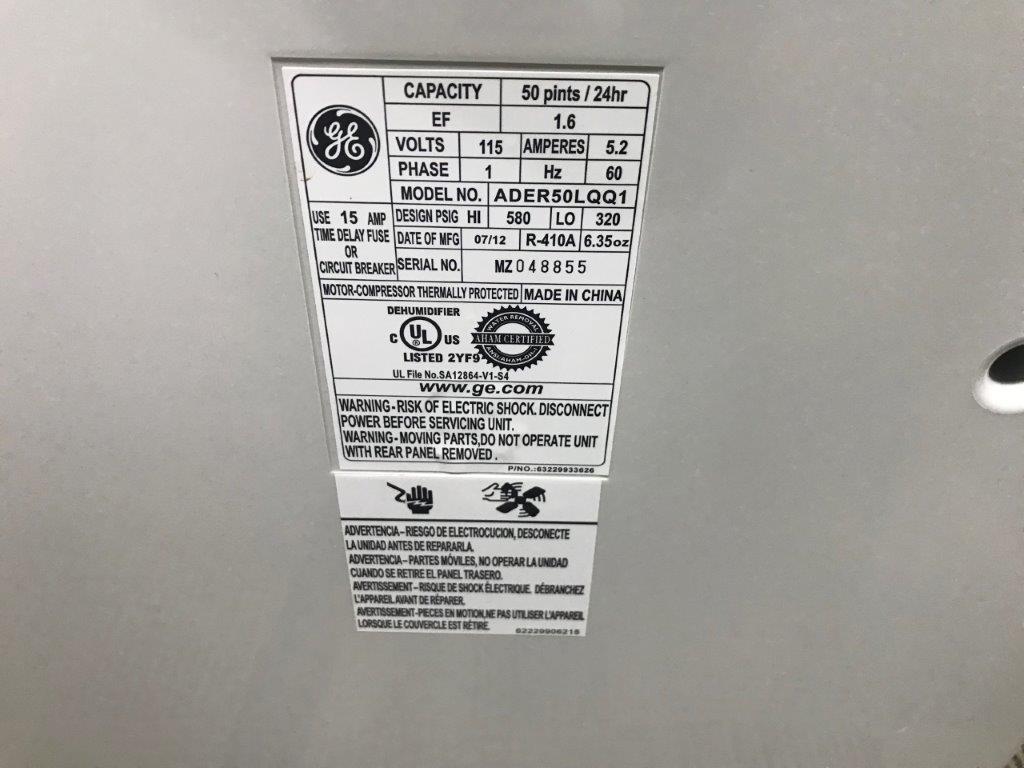 GE
CAPACITY 50 pints / 24hr
EF 1.6
VOLTS 115 AMPERES 5.2
PHASE 1 Hz 60
MODEL NO. ADER50LQQ1
USE 15 AMP
TIME DELAY FUSE
OR
CIRCUIT BREAKER
DESIGN PSIG HI 580 LO 320
DATE OF MFG 07/12 R-410A 6.35oz
SERIAL NO. MZ048855
MOTOR-COMPRESSOR THERMALLY PROTECTED MADE IN CHINA
DEHUMIDIFIER
C UL US
LISTED 2YF9
WATER REMOVAL
AHAM CERTIFIED
UL File No.SA12864-V1-S4
www.ge.com
WARNING-RISK OF ELECTRIC SHOCK. DISCONNECT
POWER BEFORE SERVICING UNIT.
WARNING-MOVING PARTS,DO NOT OPERATE UNIT
WITH REAR PANEL REMOVED.
P/NO.:63229933626
ADVERTENCIA-RIESGO DE ELECTROCUCION, DESCONECTE
LA UNIDAD ANTES DE REPARARLA.
ADVERTENCIA-PARTES MÓVILES, NO OPERAR LA UNIDAD
CUANDO SE RETIRE EL PANEL TRASERO.
AVERTISSEMENT-RISQUE DE SHOCK ÉLECTRIQUE. DÉBRANCHEZ
L'APPAREIL AVANT DE RÉPARER.
AVERTISSEMENT-PIECES EN MOTION,NE PAS UTILISER L'APPAREIL
LORSQUE LE COUVERCLE EST RÉTIRE.
62229906215